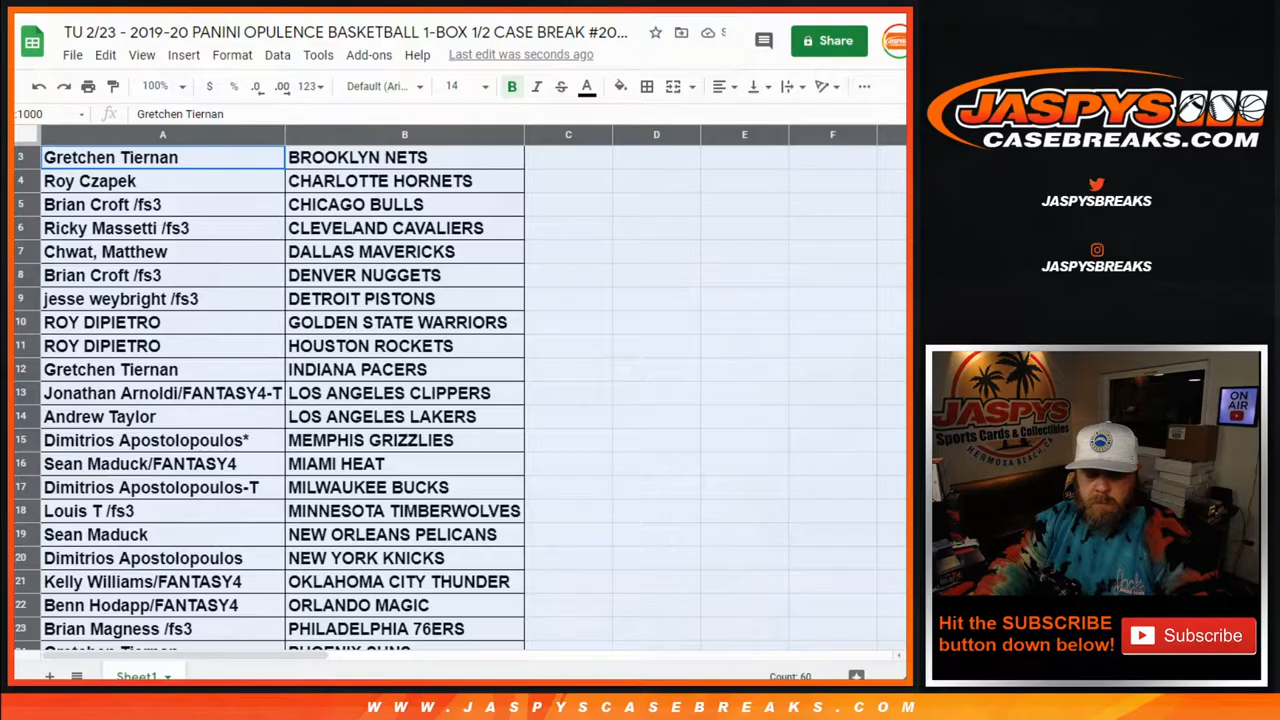 TU 2/23 - 2019-20 PANINI OPULENCE BASKETBALL 1-BOX 1/2 CASE BREAK #20...
Share
File Edit View Insert Format Data Tools Add-ons Help Last edit was seconds ago
100% $ % .0 .00 123 Default (Ari... 14 B I S A
:1000 fx Gretchen Tiernan
A B C D E F
3 Gretchen Tiernan BROOKLYN NETS
4 Roy Czapek CHARLOTTE HORNETS
5 Brian Croft /fs3 CHICAGO BULLS
6 Ricky Massetti /fs3 CLEVELAND CAVALIERS
7 Chwat, Matthew DALLAS MAVERICKS
8 Brian Croft /fs3 DENVER NUGGETS
9 jesse weybright /fs3 DETROIT PISTONS
10 ROY DIPIETRO GOLDEN STATE WARRIORS
11 ROY DIPIETRO HOUSTON ROCKETS
12 Gretchen Tiernan INDIANA PACERS
13 Jonathan Arnoldi/FANTASY4-T LOS ANGELES CLIPPERS
14 Andrew Taylor LOS ANGELES LAKERS
15 Dimitrios Apostolopoulos* MEMPHIS GRIZZLIES
16 Sean Maduck/FANTASY4 MIAMI HEAT
17 Dimitrios Apostolopoulos-T MILWAUKEE BUCKS
18 Louis T /fs3 MINNESOTA TIMBERWOLVES
19 Sean Maduck NEW ORLEANS PELICANS
20 Dimitrios Apostolopoulos NEW YORK KNICKS
21 Kelly Williams/FANTASY4 OKLAHOMA CITY THUNDER
22 Benn Hodapp/FANTASY4 ORLANDO MAGIC
23 Brian Magness /fs3 PHILADELPHIA 76ERS
Gretchen Tiernan PHOENIX SUNS
Sheet1 Count: 60
JASPYS
CASEBREAKS.COM
JASPYSBREAKS
JASPYSBREAKS
JASPYS
Sports Cards & Collectibles
HERMOSA BEACH, CA
ON AIR
Hit the SUBSCRIBE
button down below!
Subscribe
WWW.JASPYSCASEBREAKS.COM